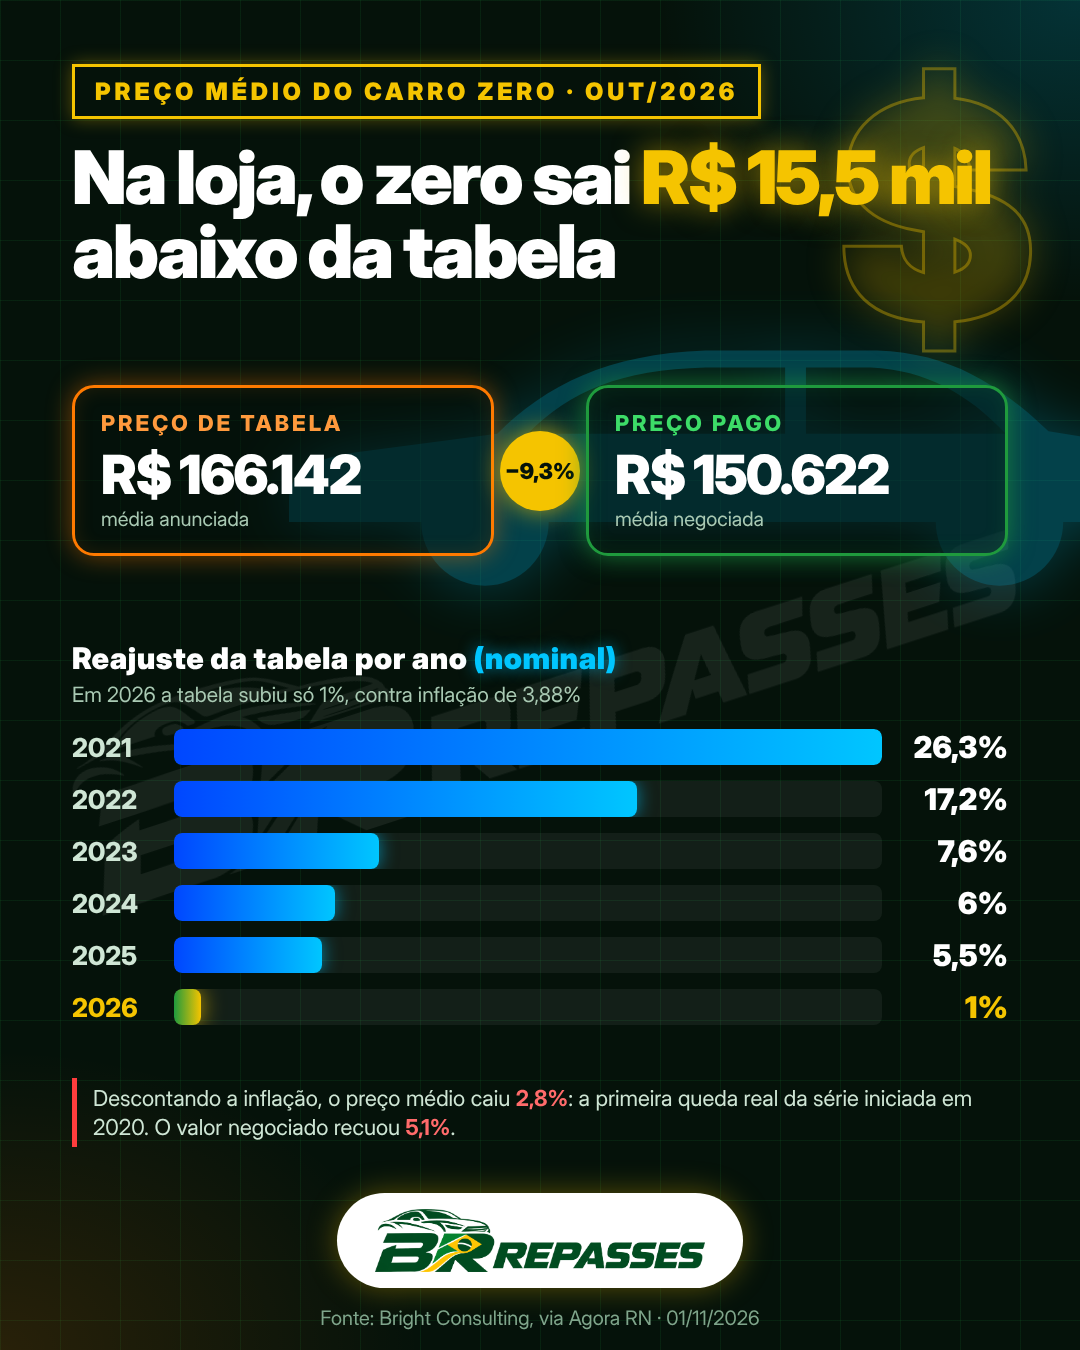 PREÇO MÉDIO DO CARRO ZERO · OUT/2026
Na loja, o zero sai R$ 15,5 mil
abaixo da tabela
$
PREÇO DE TABELA
R$ 166.142
média anunciada
−9,3%
PREÇO PAGO
R$ 150.622
média negociada
Reajuste da tabela por ano (nominal)
Em 2026 a tabela subiu só 1%, contra inflação de 3,88%
2021 26,3%
2022 17,2%
2023 7,6%
2024 6%
2025 5,5%
2026 1%
BR REPASSES
Descontando a inflação, o preço médio caiu 2,8%: a primeira queda real da série iniciada em
2020. O valor negociado recuou 5,1%.
BR REPASSES
Fonte: Bright Consulting, via Agora RN · 01/11/2026